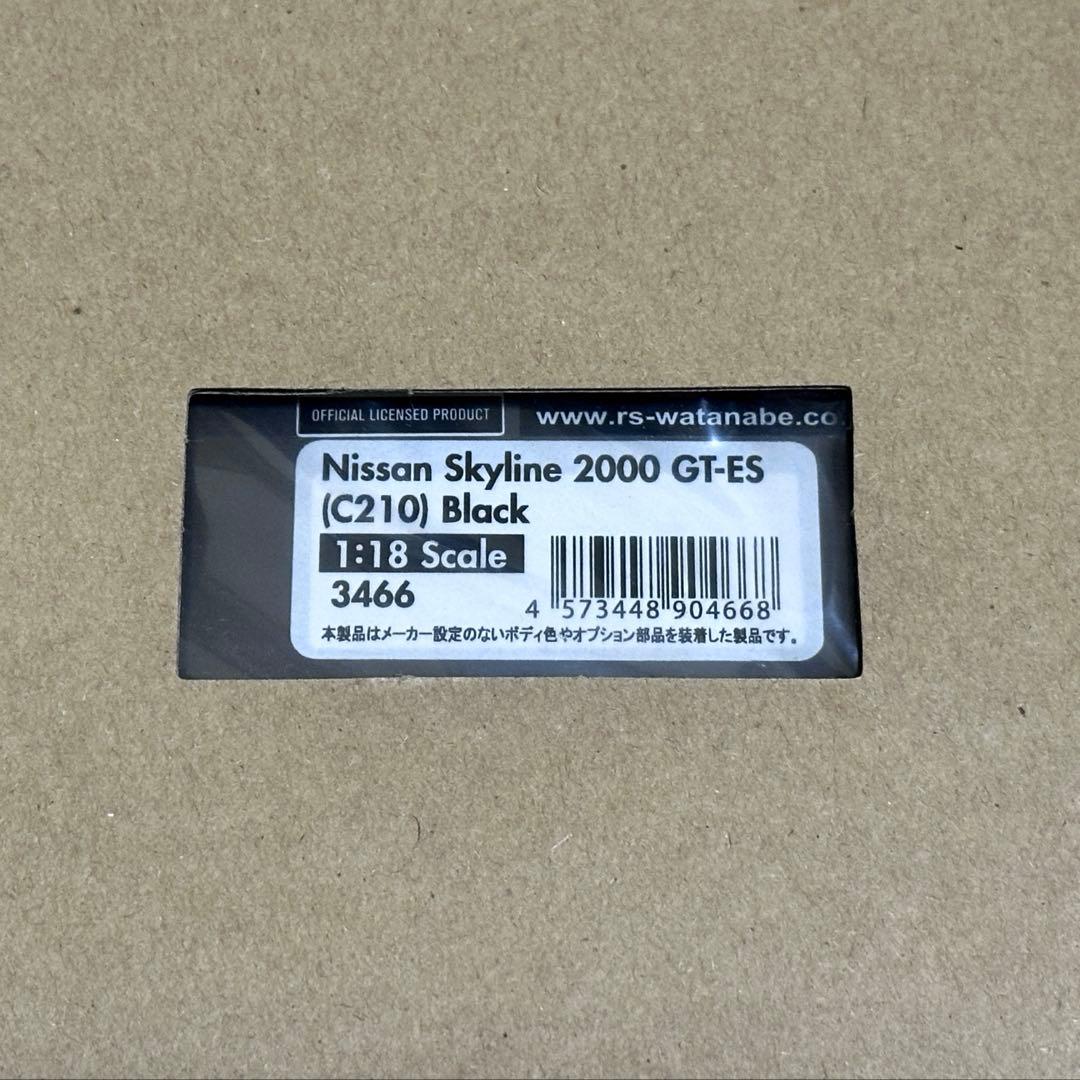 OFFICIAL LICENSED PRODUCT
www.rs-watanabe.co
Nissan Skyline 2000 GT-ES
(C210) Black
1:18 Scale
3466
4 573448 904668
本製品はメーカー設定のないボディ色やオプション部品を装着した製品です。